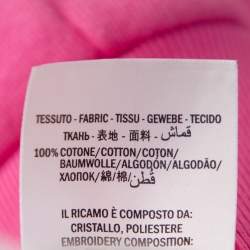 TESSUTO - FABRIC - TISSU - GEWEBE - TECIDO
ТКАНЬ - 表地 - 面料 - قماش
100% COTONE/COTTON/COTON/
BAUMWOLLE/ALGODÓN/ALGODÃO/
ХЛОПОК/綿/棉/قطن
IL RICAMO È COMPOSTO DA:
CRISTALLO, POLIESTERE
EMBROIDERY COMPOSITION: